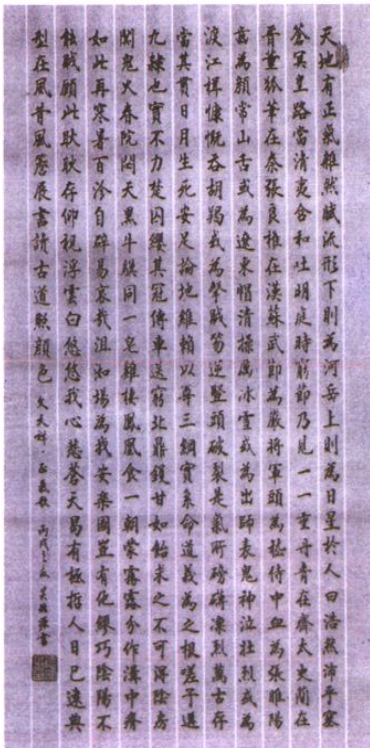 天地有正氣雜然賦流形下則為河岳上則為日星於人曰浩然沛乎塞
蒼冥皇路當清夷含和吐明庭時窮節乃見一一垂丹青在齊太史簡在
晉董狐筆在秦張良椎在漢蘇武節為嚴將軍頭為嵇侍中血為張睢陽
齒為顏常山舌或為遼東帽清操厲冰雪或為出師表鬼神泣壯烈或為
渡江楫慷慨吞胡羯或為擊賊笏逆豎頭破裂是氣所磅礡凜烈萬古存
當其貫日月生死安足論地維賴以尊三綱實系命道義為之根嗟予遘
九隸也實不力楚囚纓其冠傳車送窮北鼎鑊甘如飴求之不可得陰房
闃鬼火春院閟天黑牛驥同一皂雞棲鳳凰食一朝蒙霧露分作溝中瘠
如此再寒暑百沴自碎易哀哉沮洳場為我安樂國豈有他繆巧陰陽不
能賊顧此耿耿存仰視浮雲白悠悠我心悲蒼天曷有極哲人日已遠典
型在夙昔風簷展書讀古道照顏色 文天祥·正氣歌 丙戌之 書